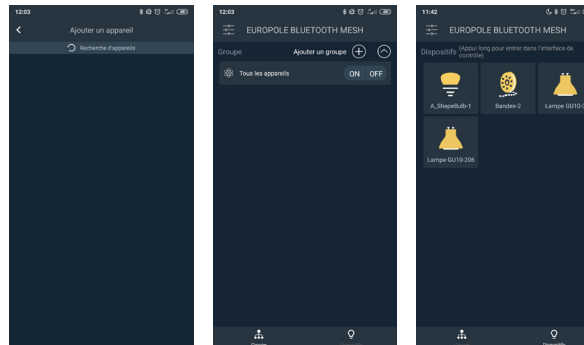 12:03
Ajouter un appareil
Recherche d'appareils
12:03
EUROPOLE BLUETOOTH MESH
Groupe
Ajouter un groupe
Tous les appareils
ON OFF
11:42
EUROPOLE BLUETOOTH MESH
Dispositifs (Appui long pour entrer dans l'interface de contrôle)
A_ShapeBulb-1
Bandes-2
Lampe GU10-
Lampe GU10-206